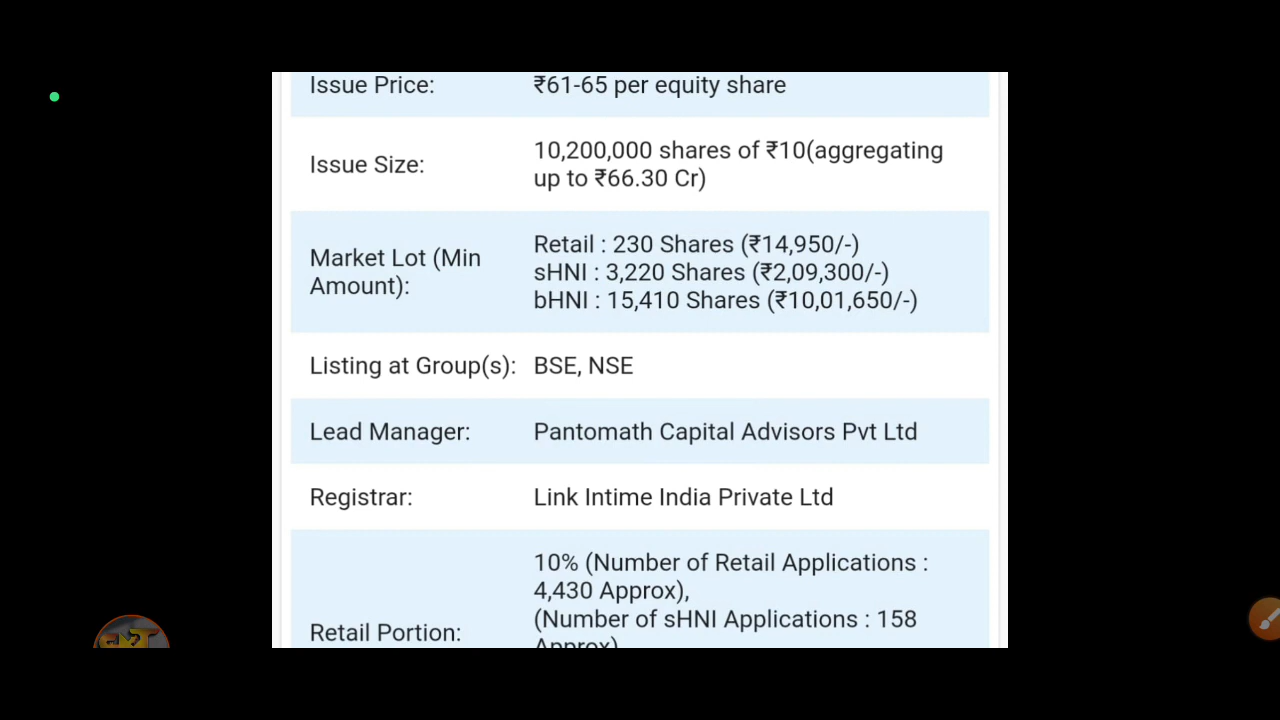 Issue Price: ₹61-65 per equity share
Issue Size: 10,200,000 shares of ₹10(aggregating
up to ₹66.30 Cr)
Market Lot (Min
Amount):
Retail : 230 Shares (₹14,950/-)
sHNI : 3,220 Shares (₹2,09,300/-)
bHNI : 15,410 Shares (₹10,01,650/-)
Listing at Group(s): BSE, NSE
Lead Manager: Pantomath Capital Advisors Pvt Ltd
Registrar: Link Intime India Private Ltd
Retail Portion:
10% (Number of Retail Applications :
4,430 Approx),
(Number of sHNI Applications : 158
Approx)